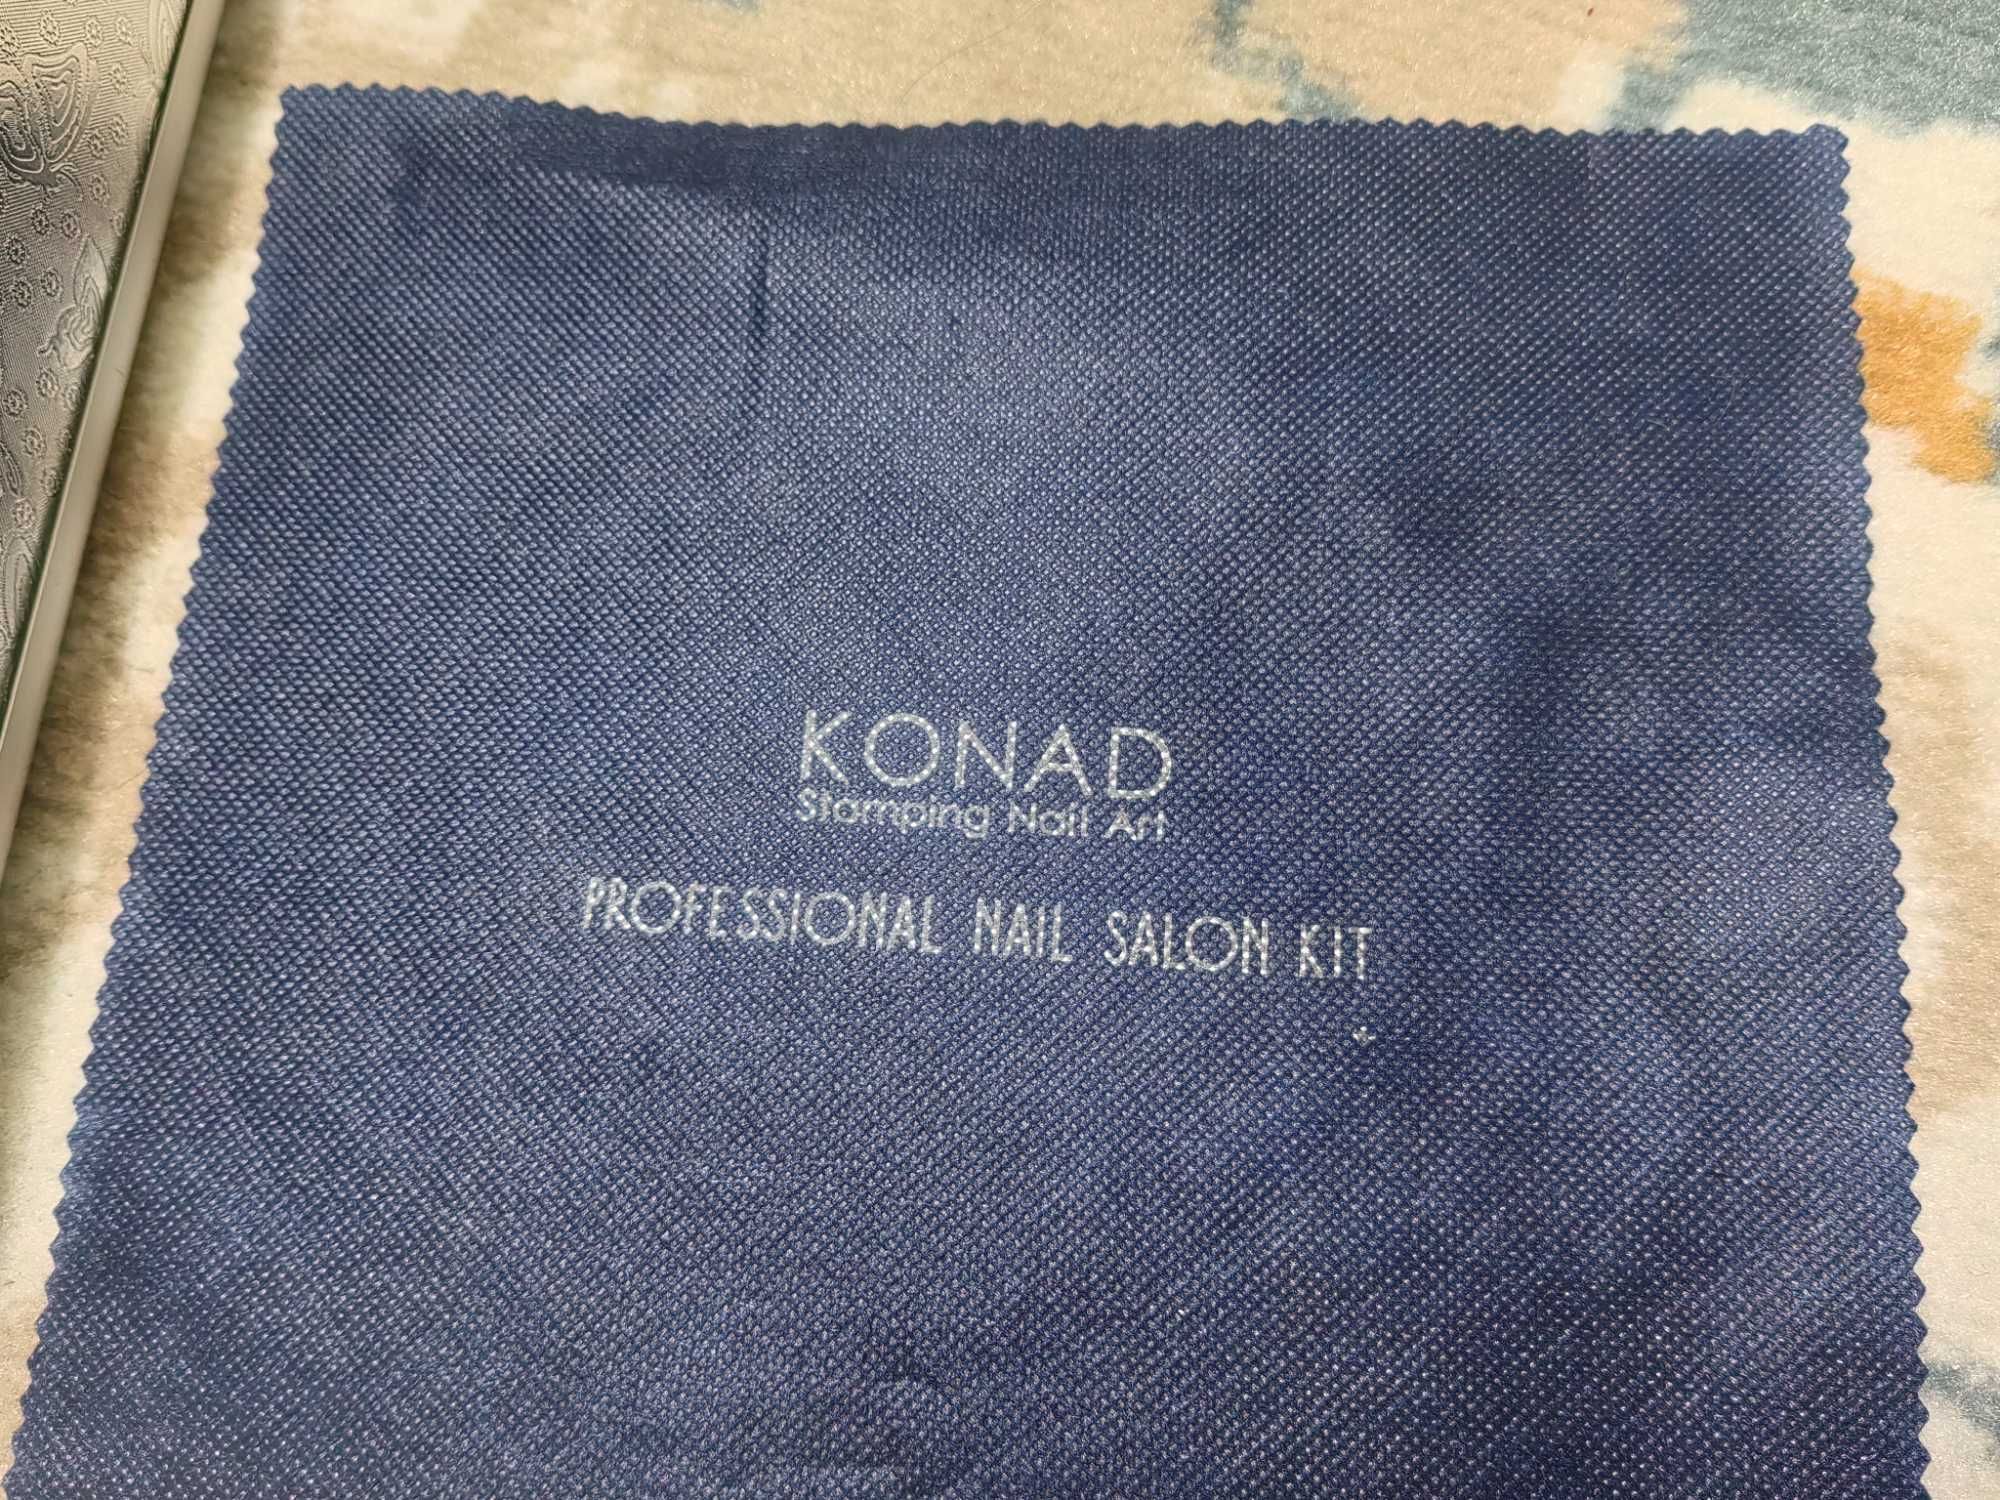 KONAD
Stamping Nail Art
PROFESSIONAL NAIL SALON KIT